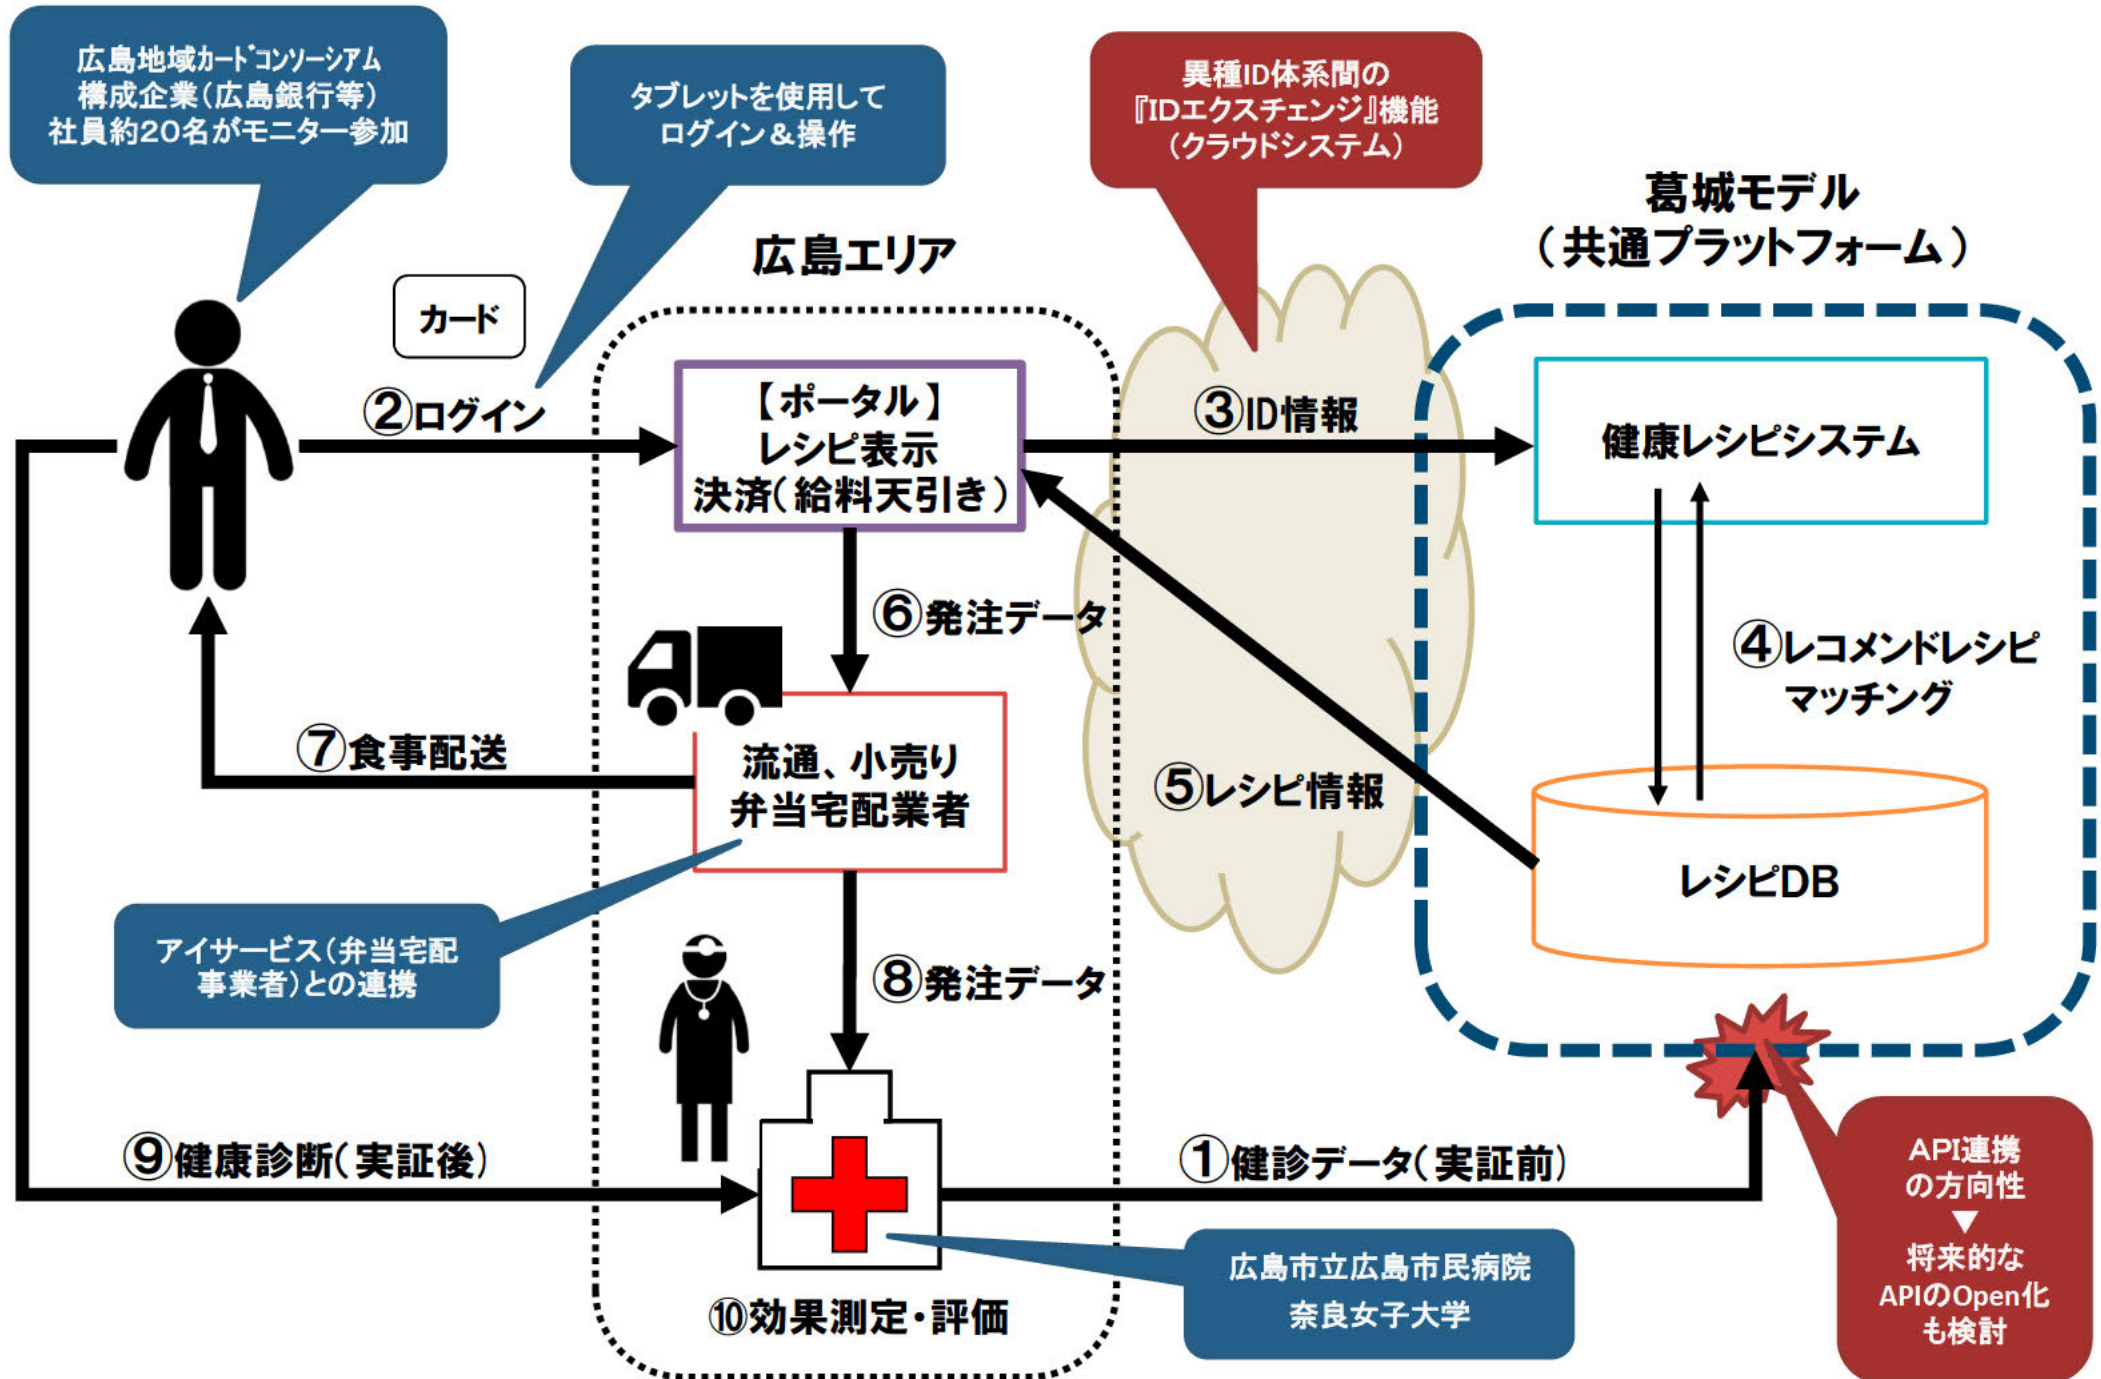 広島地域カードコンソーシアム
構成企業(広島銀行等)
社員約20名がモニター参加
タブレットを使用して
ログイン&操作
異種ID体系間の
『IDエクスチェンジ』機能
(クラウドシステム)
葛城モデル
(共通プラットフォーム)
広島エリア
カード
②ログイン
【ポータル】
レシピ表示
決済(給料天引き)
③ID情報
健康レシピシステム
⑥発注データ
④レコメンドレシピ
マッチング
⑦食事配送
流通、小売り
弁当宅配業者
⑤レシピ情報
レシピDB
アイサービス(弁当宅配
事業者)との連携
⑧発注データ
⑨健康診断(実証後)
①健診データ(実証前)
API連携
の方向性
▼
将来的な
APIのOpen化
も検討
広島市立広島市民病院
奈良女子大学
⑩効果測定・評価